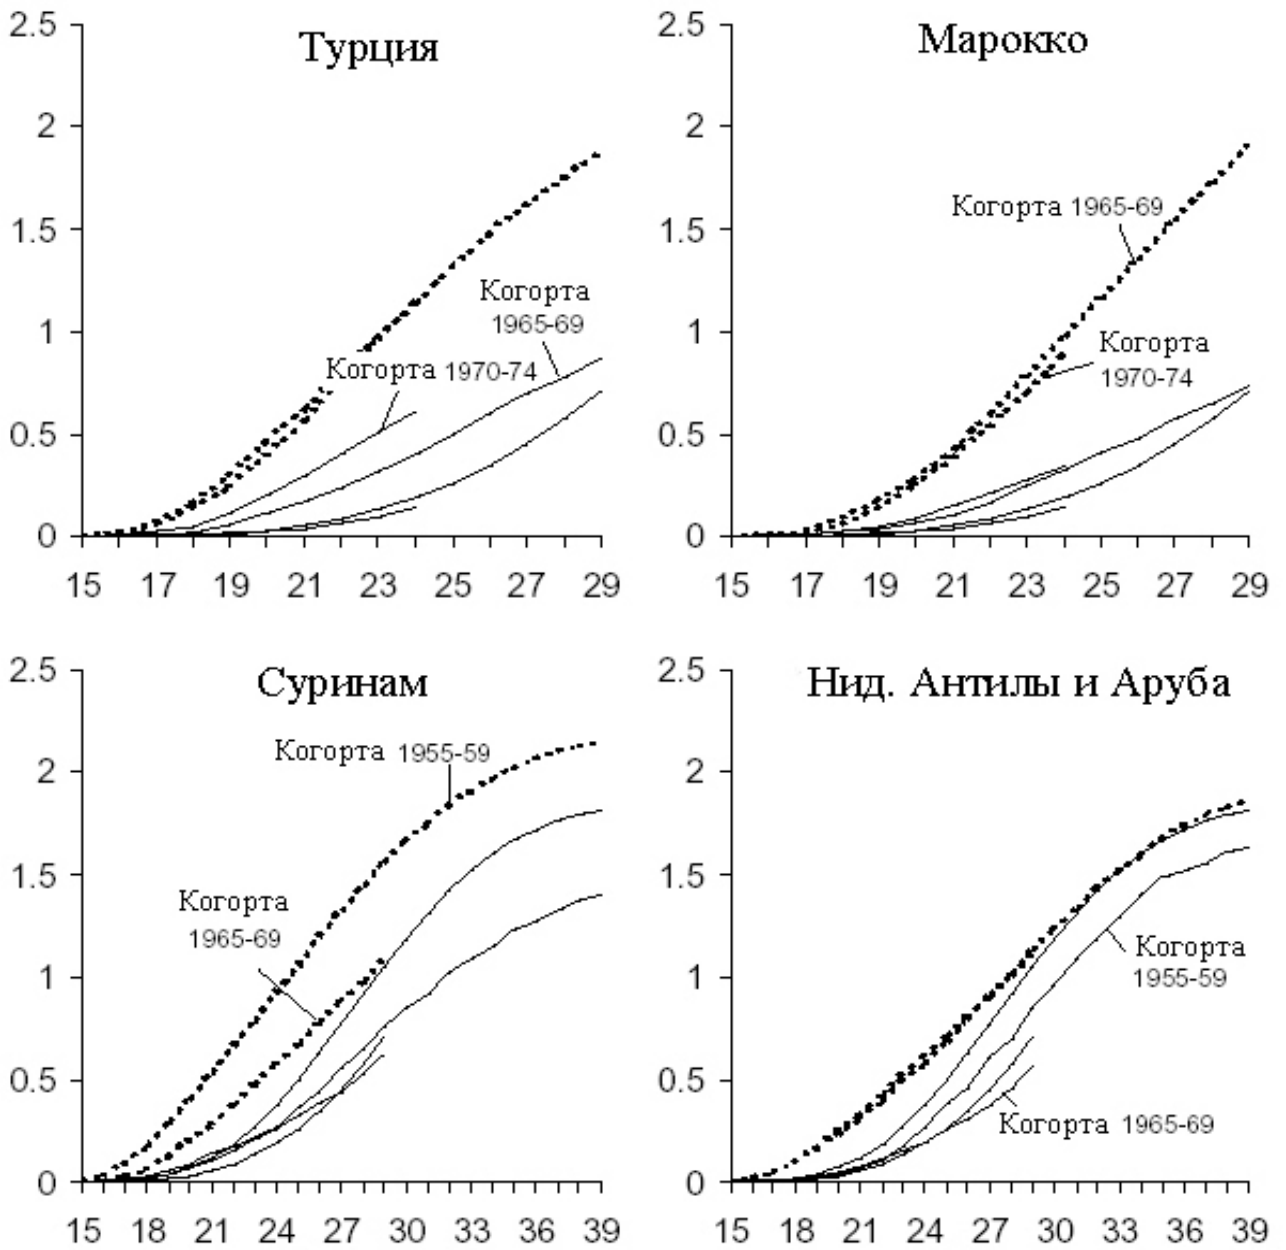 Турция
2.5
2
1.5
1
0.5
0
Когорта
1965-69
Когорта 1970-74
15 17 19 21 23 25 27 29
Марокко
2.5
2
1.5
1
0.5
0
Когорта 1965-69
Когорта
1970-74
15 17 19 21 23 25 27 29
Суринам
2.5
2
1.5
1
0.5
0
Когорта 1955-59
Когорта
1965-69
15 18 21 24 27 30 33 36 39
Нид. Антилы и Аруба
2.5
2
1.5
1
0.5
0
Когорта
1955-59
Когорта 1965-69
15 18 21 24 27 30 33 36 39